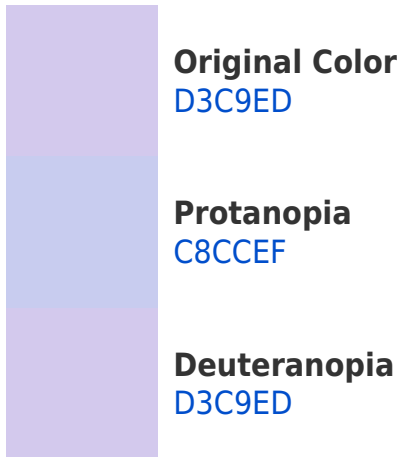 Original Color
D3C9ED
Protanopia
C8CCEF
Deuteranopia
D3C9ED